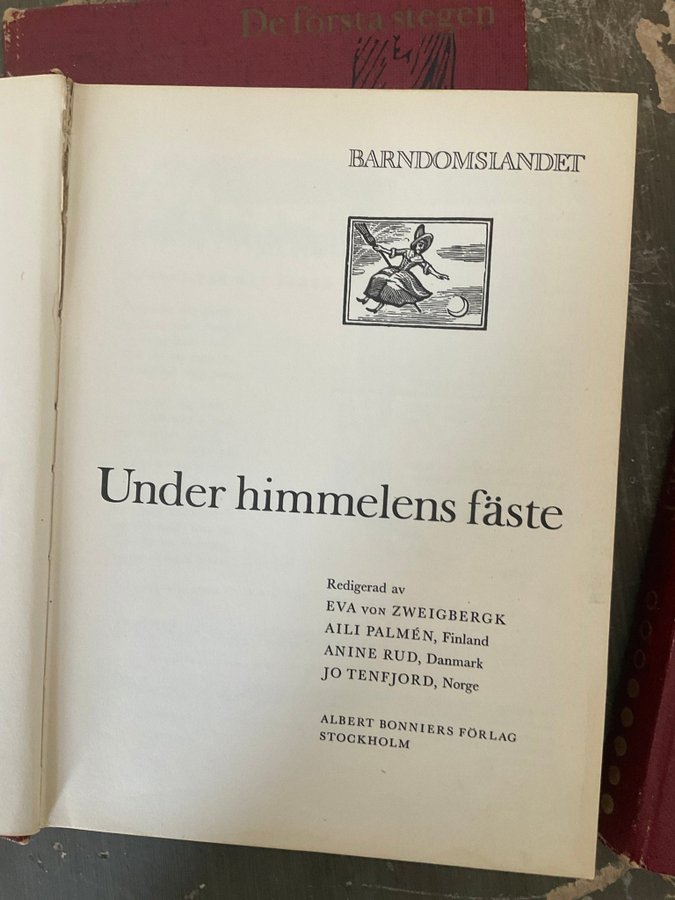 De första stegen
BARNDOMSLANDET
Under himmelens fäste
Redigerad av
EVA von ZWEIGBERGK
AILI PALMÉN, Finland
ANINE RUD, Danmark
JO TENFJORD, Norge
ALBERT BONNIERS FÖRLAG
STOCKHOLM